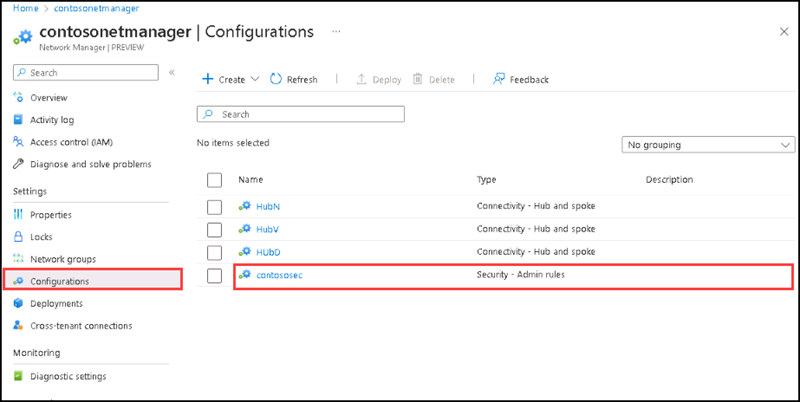 Home > contosonetmanager >
contosonetmanager | Configurations ...
Network Manager | PREVIEW
Search
«
Overview
Activity log
Access control (IAM)
Diagnose and solve problems
Settings
Properties
Locks
Network groups
Configurations
Deployments
Cross-tenant connections
Monitoring
Diagnostic settings
+ Create Refresh | Deploy Delete | Feedback
Search
No items selected
No grouping
Name Type Description
HubN Connectivity - Hub and spoke
HubV Connectivity - Hub and spoke
HUbD Connectivity - Hub and spoke
contososec Security - Admin rules